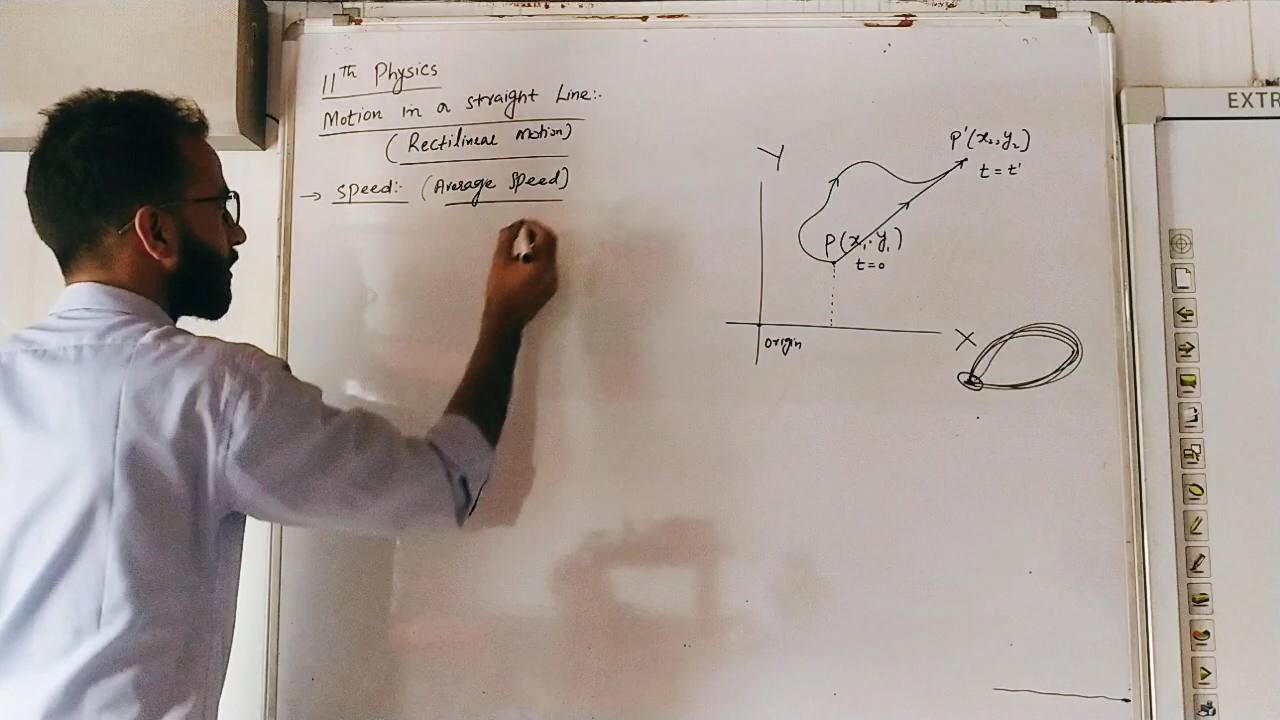 11th Physics
Motion in a straight Line:-
(Rectilinear Motion)
→ Speed:- (Average Speed)
Y
P'(x₂, y₂)
t = t'
P(x₁, y₁)
t=0
X
origin
EXTR